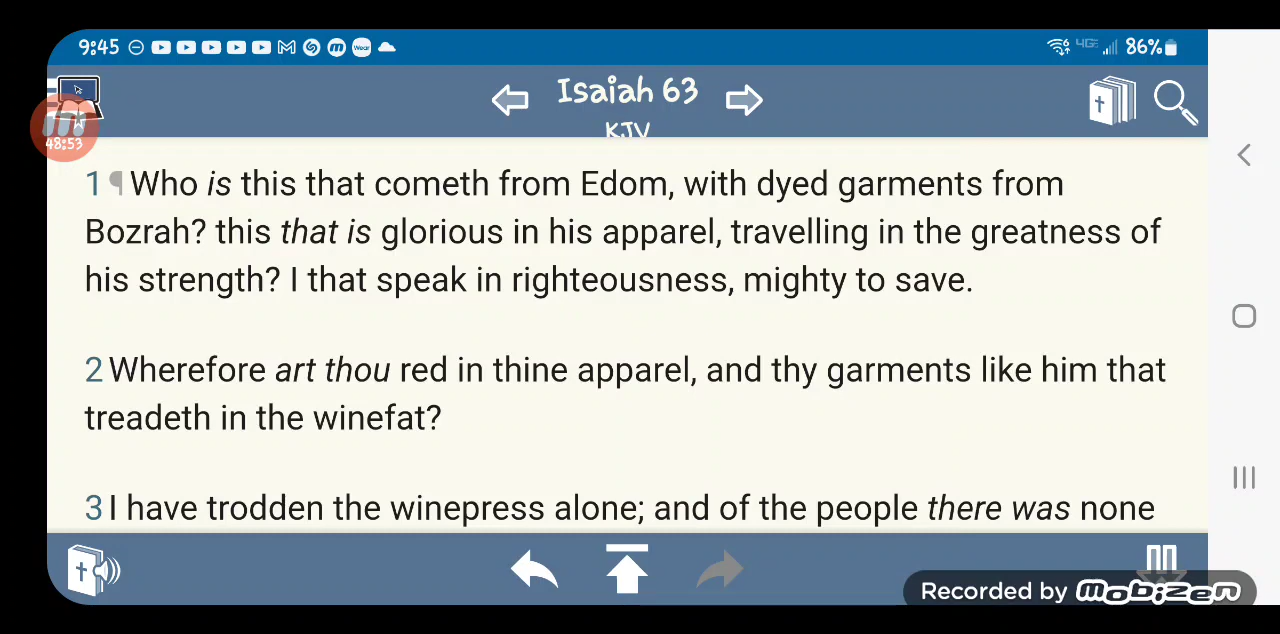 9:45
Wear
4GE
86%
Isaiah 63
KJV
48:53
1 ¶ Who is this that cometh from Edom, with dyed garments from
Bozrah? this that is glorious in his apparel, travelling in the greatness of
his strength? I that speak in righteousness, mighty to save.
2 Wherefore art thou red in thine apparel, and thy garments like him that
treadeth in the winefat?
3 I have trodden the winepress alone; and of the people there was none
Recorded by mobizen